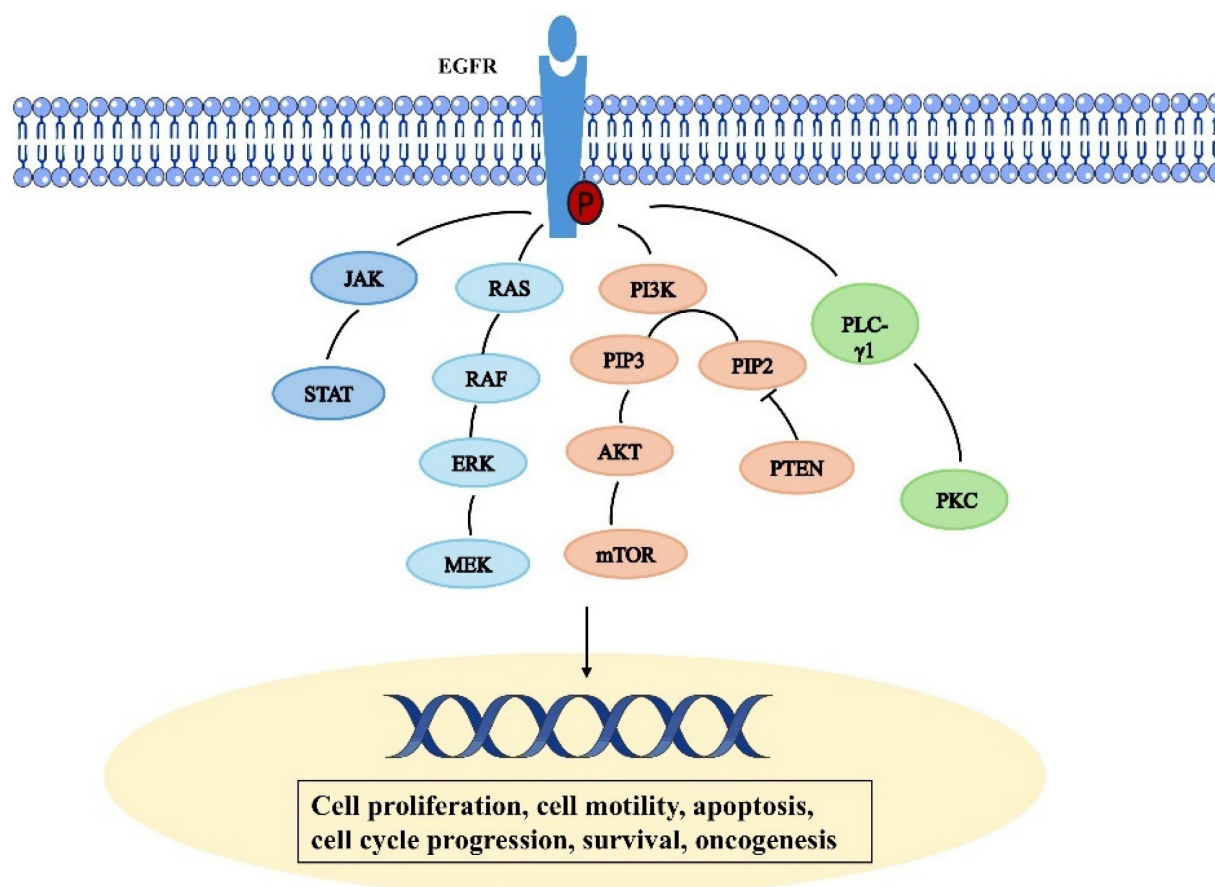 EGFR
P
JAK
STAT
RAS
RAF
ERK
MEK
PI3K
PIP3
PIP2
AKT
PTEN
mTOR
PLC-
γ1
PKC
Cell proliferation, cell motility, apoptosis,
cell cycle progression, survival, oncogenesis